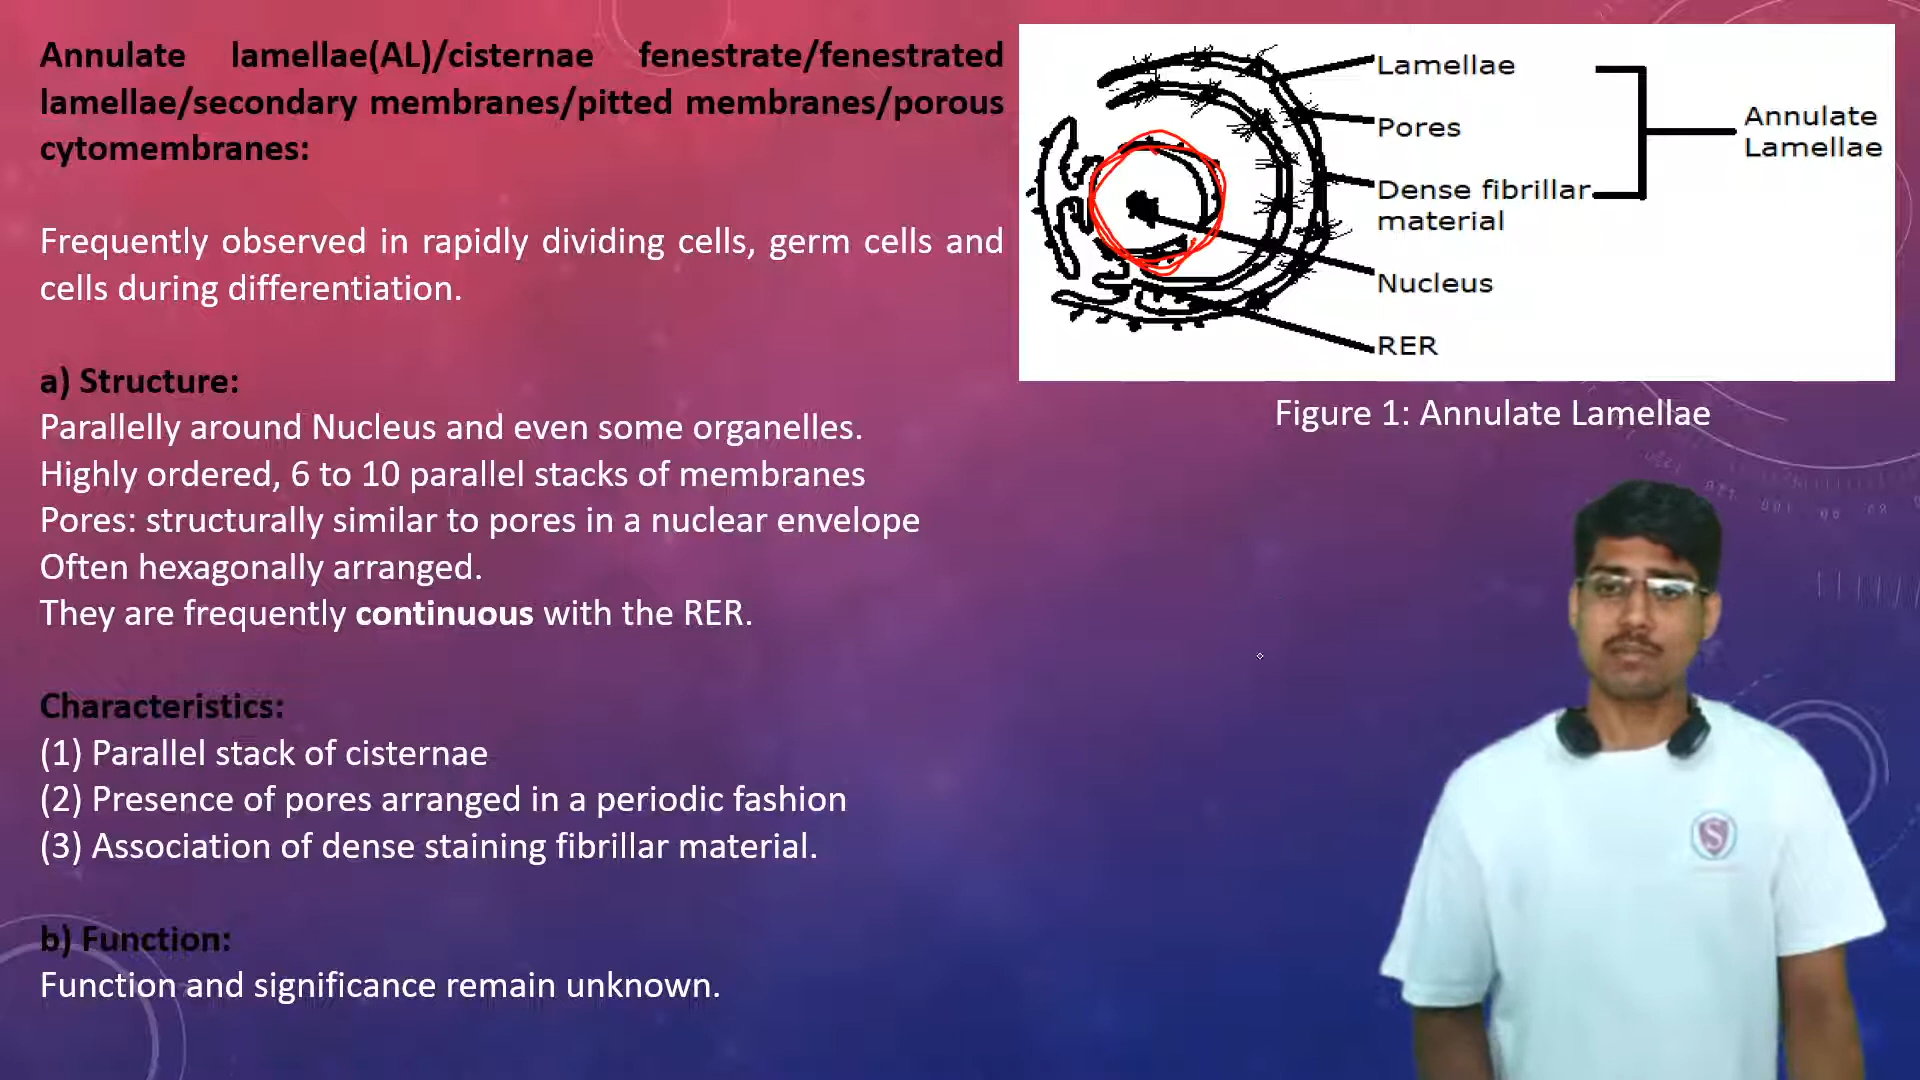 Annulate lamellae(AL)/cisternae fenestrate/fenestrated
lamellae/secondary membranes/pitted membranes/porous
cytomembranes:
Frequently observed in rapidly dividing cells, germ cells and
cells during differentiation.
a) Structure:
Parallelly around Nucleus and even some organelles.
Highly ordered, 6 to 10 parallel stacks of membranes
Pores: structurally similar to pores in a nuclear envelope
Often hexagonally arranged.
They are frequently continuous with the RER.
Characteristics:
(1) Parallel stack of cisternae
(2) Presence of pores arranged in a periodic fashion
(3) Association of dense staining fibrillar material.
b) Function:
Function and significance remain unknown.
Lamellae
Pores
Dense fibrillar
material
Nucleus
RER
Annulate
Lamellae
Figure 1: Annulate Lamellae
S